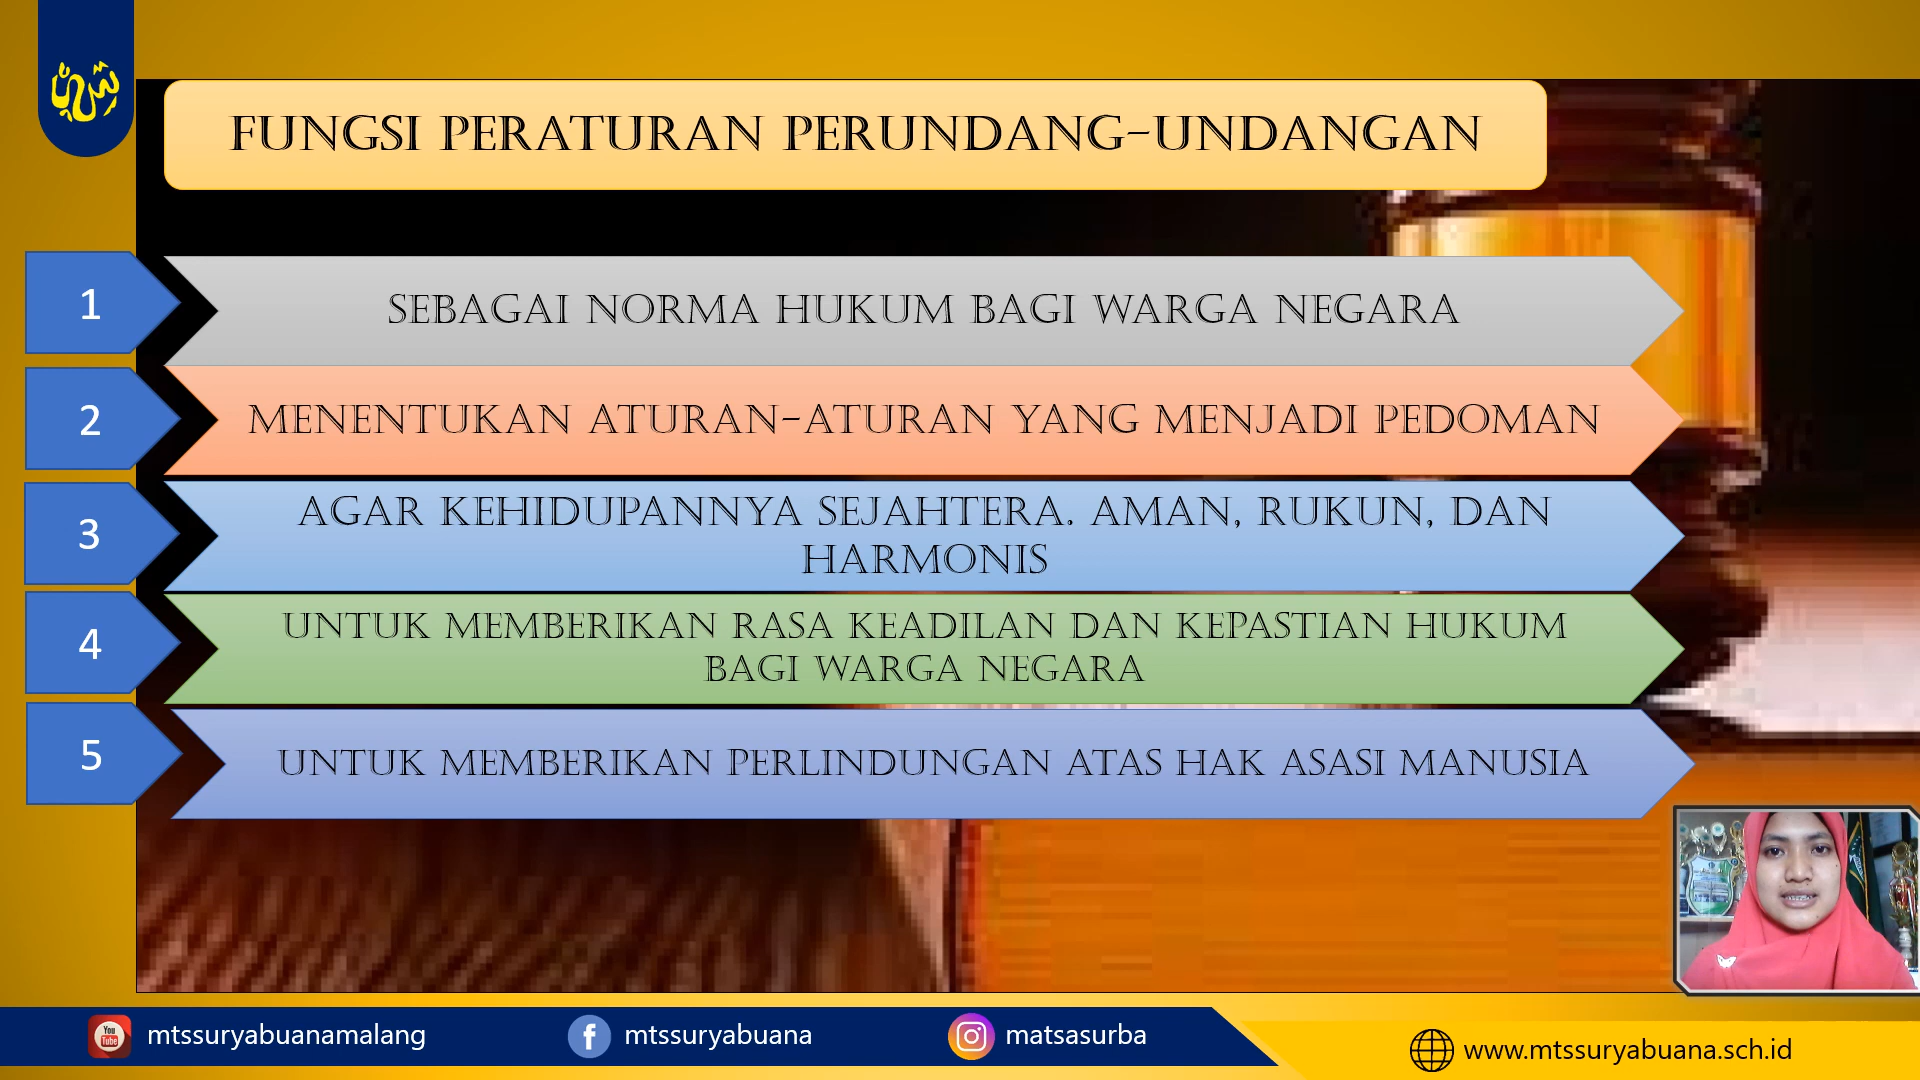 FUNGSI PERATURAN PERUNDANG-UNDANGAN
1
SEBAGAI NORMA HUKUM BAGI WARGA NEGARA
2
MENENTUKAN ATURAN-ATURAN YANG MENJADI PEDOMAN
3
AGAR KEHIDUPANNYA SEJAHTERA. AMAN, RUKUN, DAN
HARMONIS
4
UNTUK MEMBERIKAN RASA KEADILAN DAN KEPASTIAN HUKUM
BAGI WARGA NEGARA
5
UNTUK MEMBERIKAN PERLINDUNGAN ATAS HAK ASASI MANUSIA
You
Tube
mtssuryabuanamalang
mtssuryabuana
matsasurba
www.mtssuryabuana.sch.id